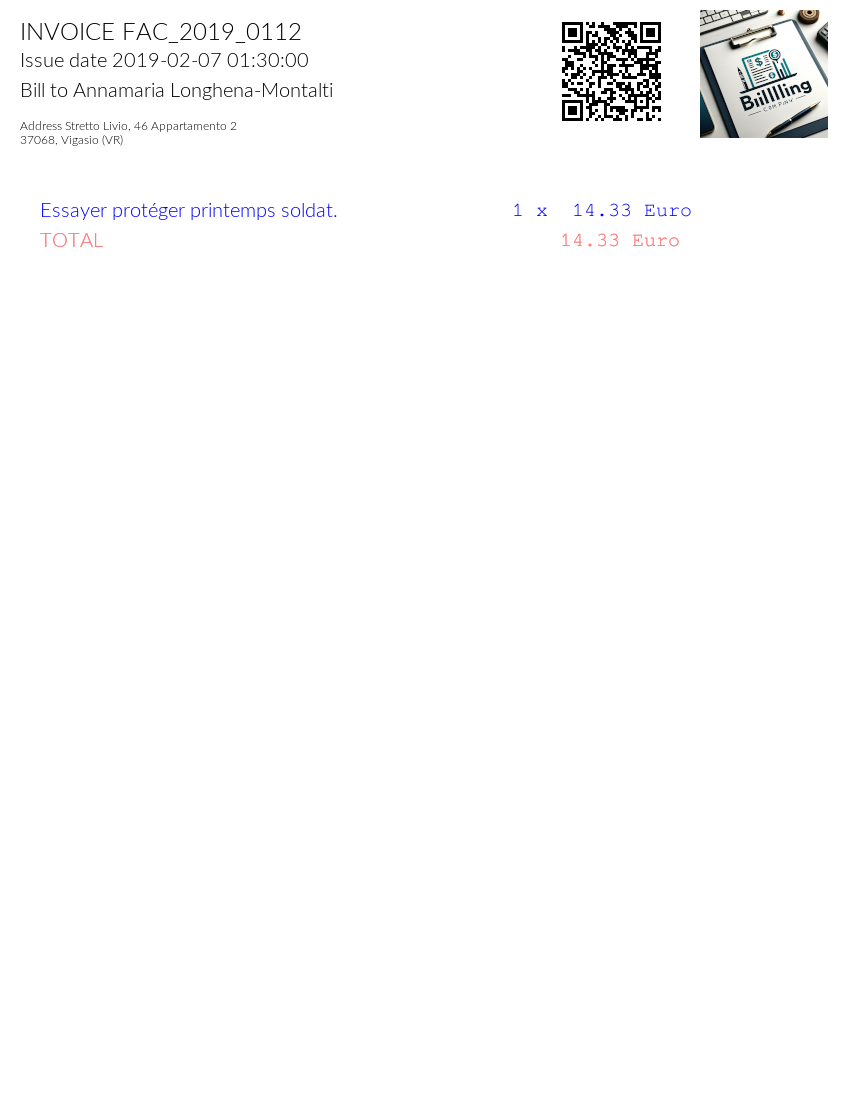 INVOICE FAC_2019_0112
Issue date 2019-02-07 01:30:00
Bill to Annamaria Longhena-Montalti
Address Stretto Livio, 46 Appartamento 2
37068, Vigasio (VR)
Biillling
COMPANY
Essayer protéger printemps soldat. 1 x 14.33 Euro
TOTAL 14.33 Euro